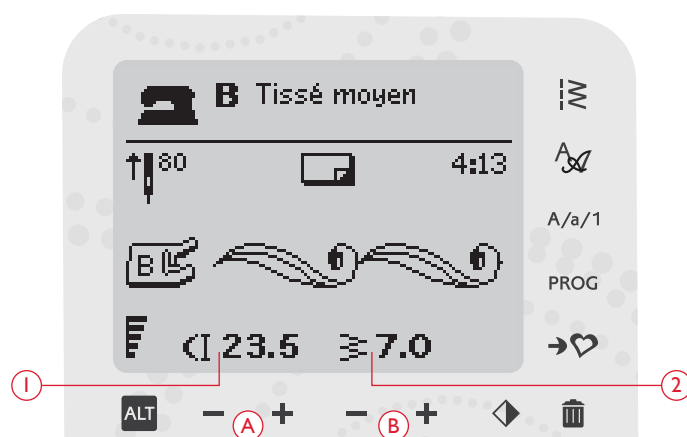 B Tissé moyen
80 4:13
A
A/a/1
B
PROG
23.5 7.0
1 2
ALT − A + − B +